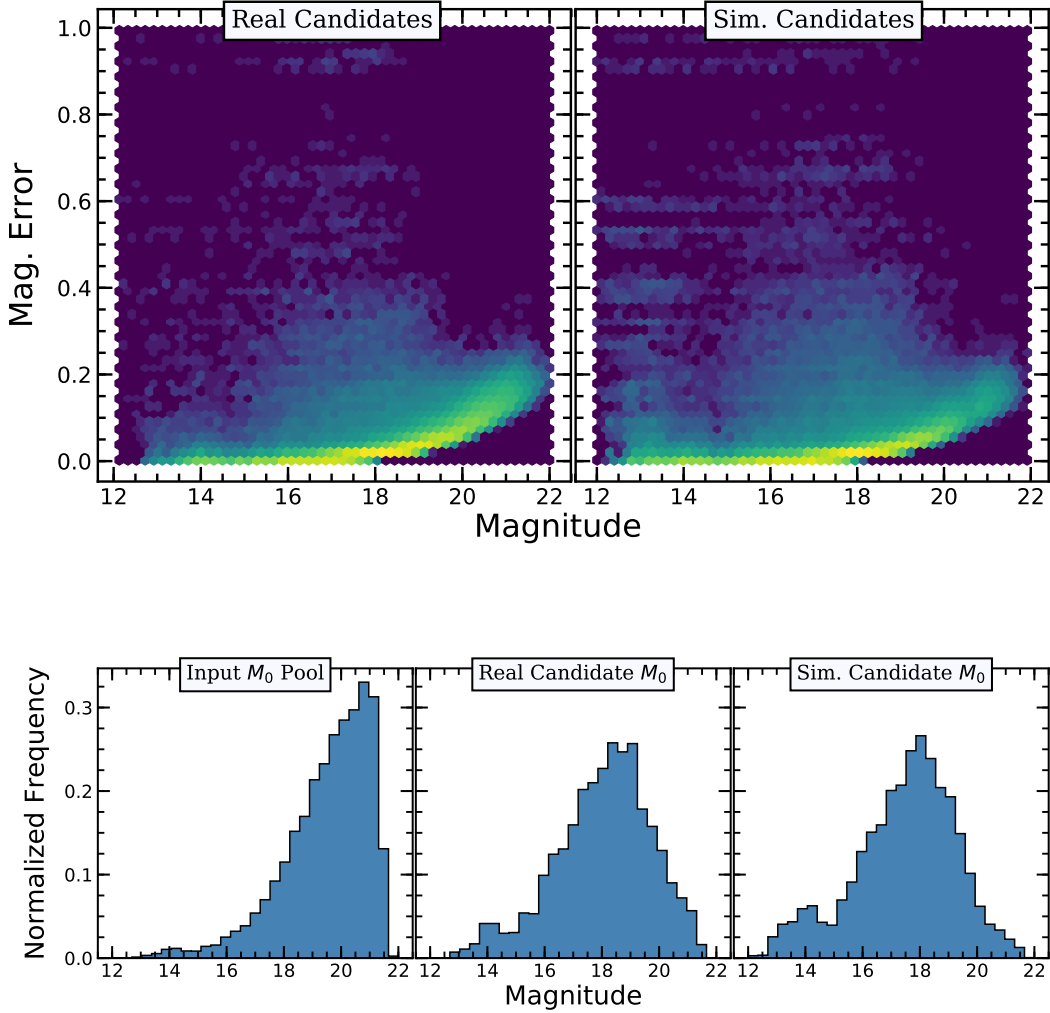 Real Candidates
Sim. Candidates
Mag. Error
1.0
0.8
0.6
0.4
0.2
0.0
12 14 16 18 20 22
12 14 16 18 20 22
Magnitude
Input M₀ Pool
Real Candidate M₀
Sim. Candidate M₀
Normalized Frequency
0.3
0.2
0.1
0.0
12 14 16 18 20 22
12 14 16 18 20 22
12 14 16 18 20 22
Magnitude